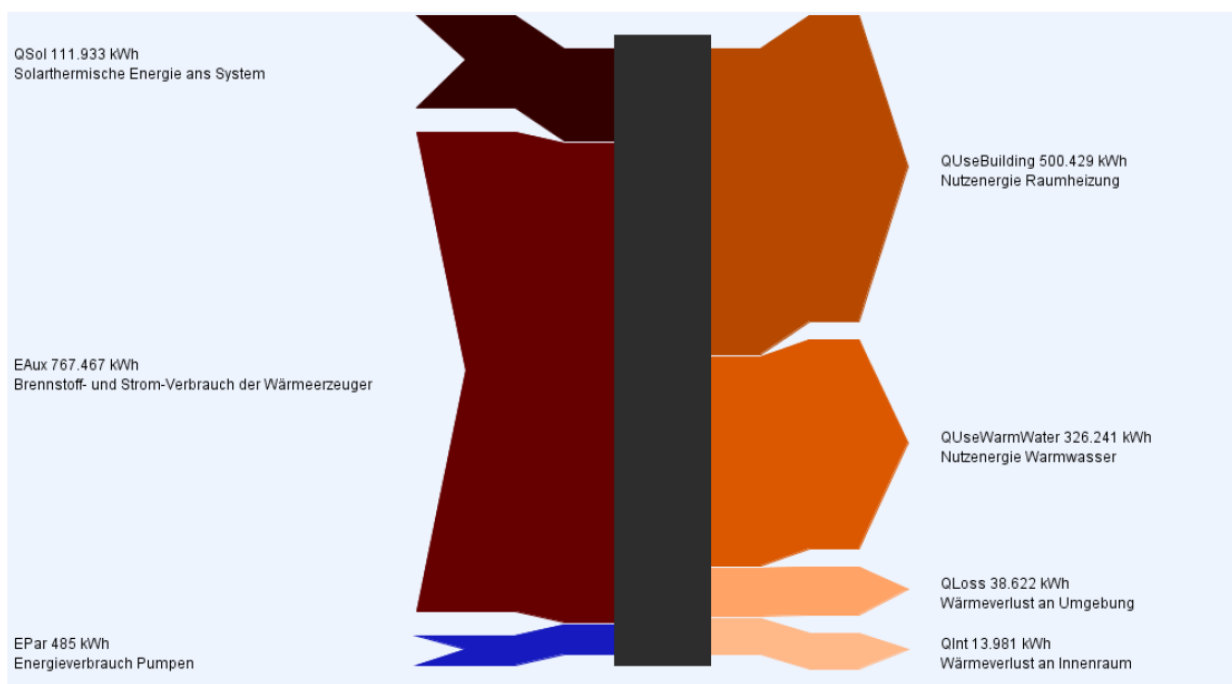 QSol 111.933 kWh
Solarthermische Energie ans System
EAux 767.467 kWh
Brennstoff- und Strom-Verbrauch der Wärmeerzeuger
EPar 485 kWh
Energieverbrauch Pumpen
QUseBuilding 500.429 kWh
Nutzenergie Raumheizung
QUseWarmWater 326.241 kWh
Nutzenergie Warmwasser
QLoss 38.622 kWh
Wärmeverlust an Umgebung
QInt 13.981 kWh
Wärmeverlust an Innenraum